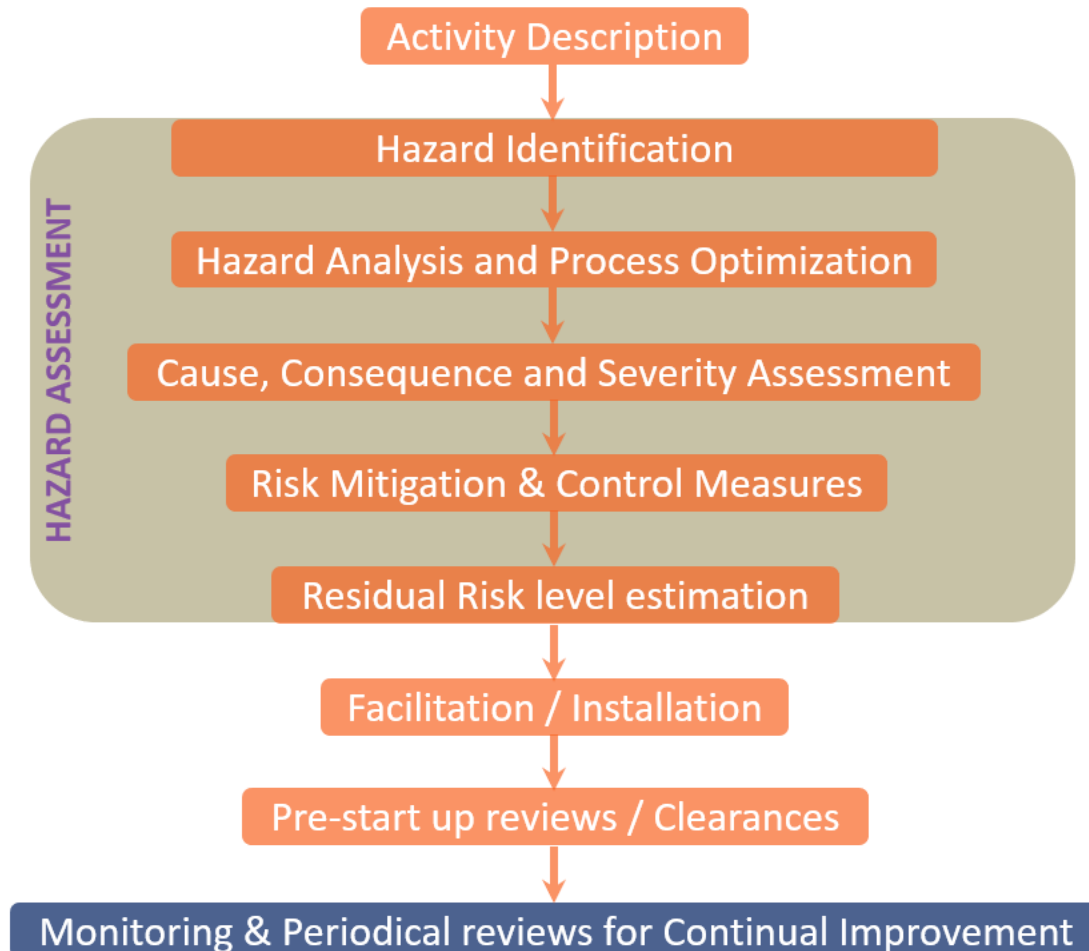 Activity Description
HAZARD ASSESSMENT
Hazard Identification
Hazard Analysis and Process Optimization
Cause, Consequence and Severity Assessment
Risk Mitigation & Control Measures
Residual Risk level estimation
Facilitation / Installation
Pre-start up reviews / Clearances
Monitoring & Periodical reviews for Continual Improvement